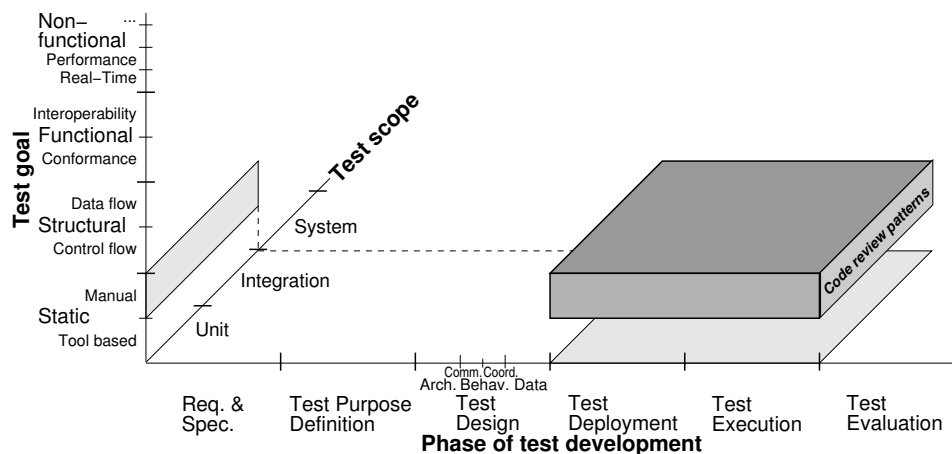 Non−
...
functional
Performance
Real−Time
Interoperability
Functional
Conformance
Data flow
Structural
Control flow
Manual
Static
Tool based
Test goal
Test scope
System
Integration
Unit
Code review patterns
Comm. Coord.
Arch. Behav. Data
Req. &
Spec.
Test Purpose
Definition
Test
Design
Test
Deployment
Test
Execution
Test
Evaluation
Phase of test development